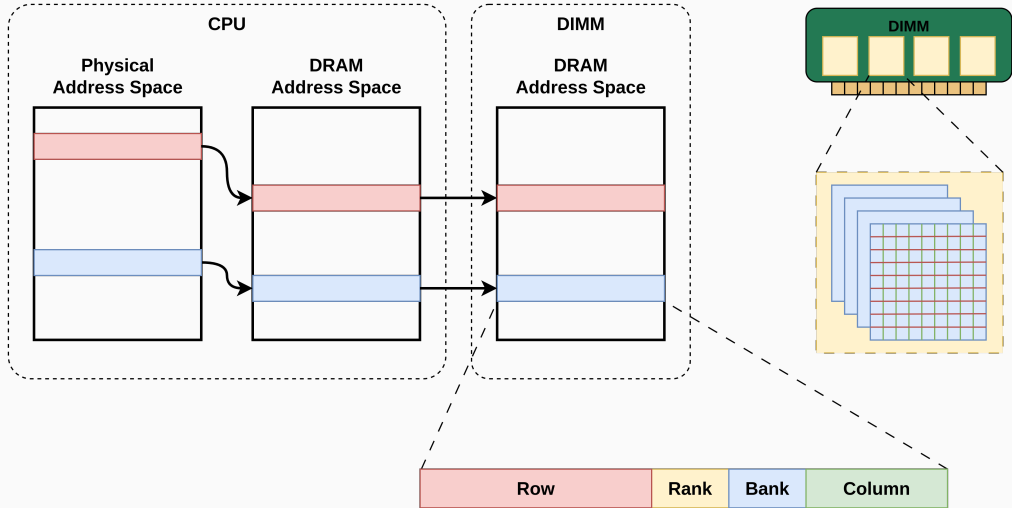 CPU
DIMM
DIMM
Physical
Address Space
DRAM
Address Space
DRAM
Address Space
Row
Rank
Bank
Column